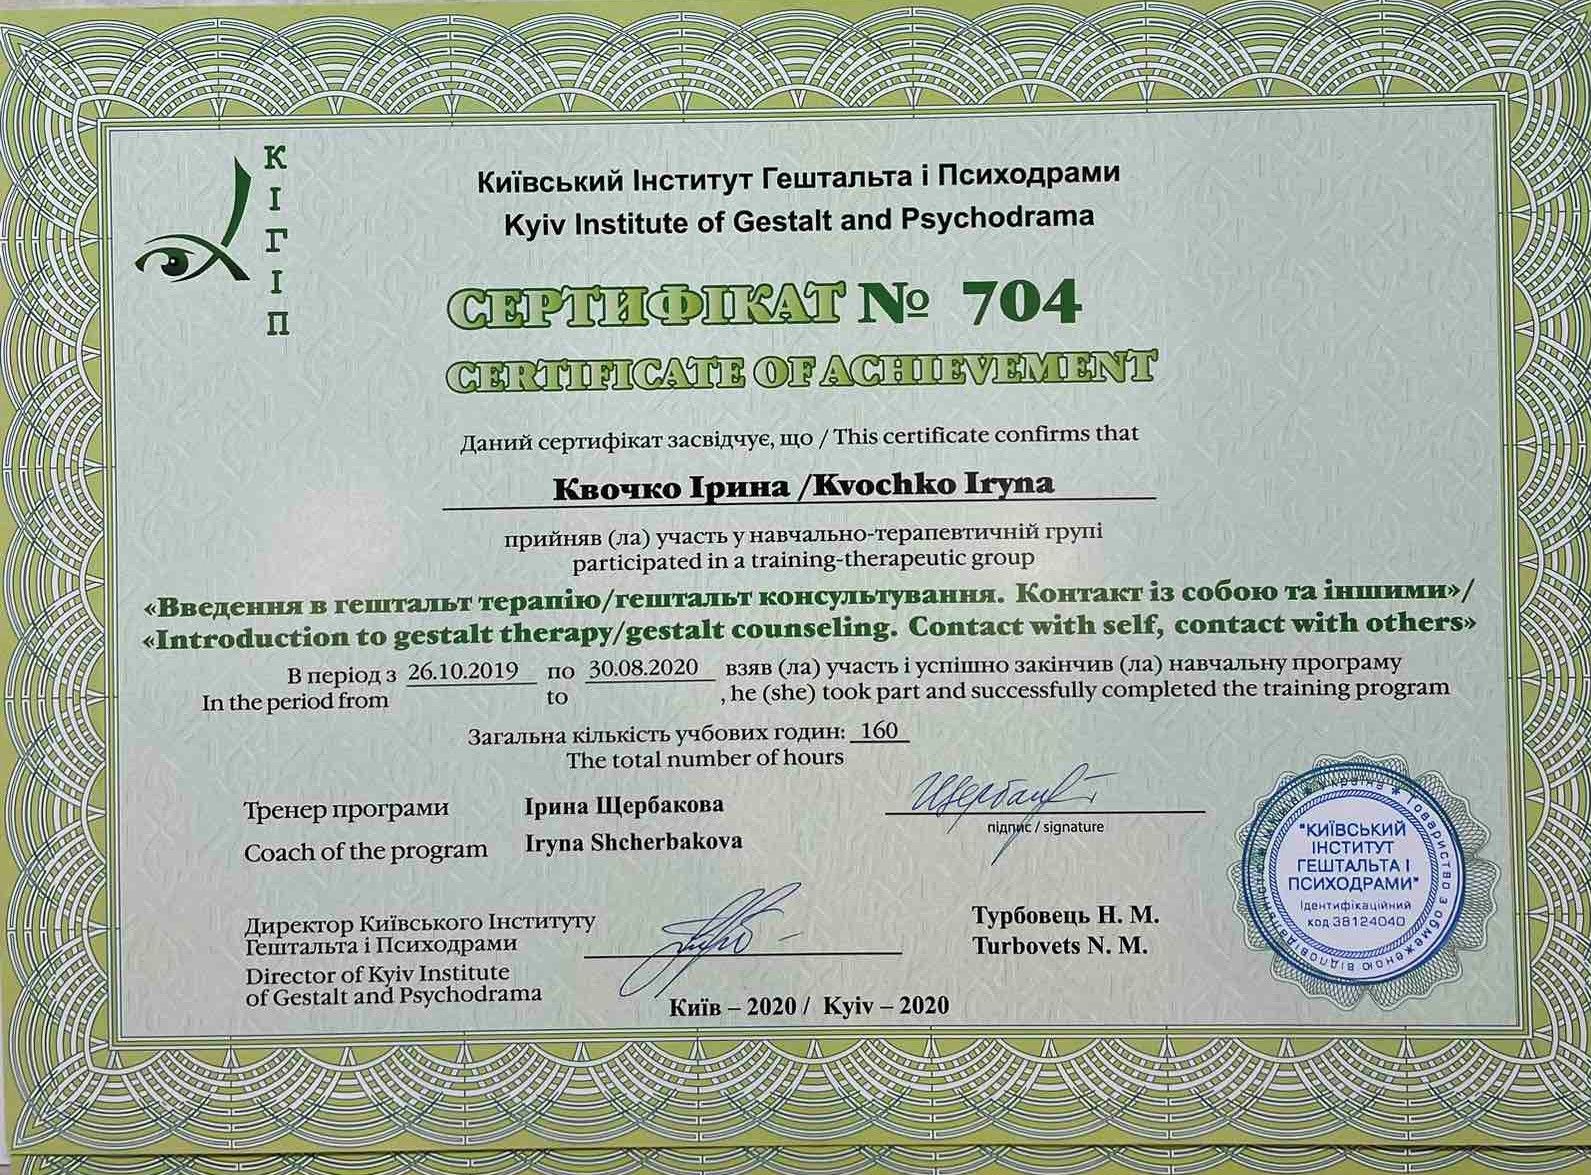 КІГІП
Київський Інститут Гештальта і Психодрами
Kyiv Institute of Gestalt and Psychodrama
СЕРТИФІКАТ № 704
CERTIFICATE OF ACHIEVEMENT
Даний сертифікат засвідчує, що / This certificate confirms that
Квочко Ірина /Kvochko Iryna
прийняв (ла) участь у навчально-терапевтичній групі
participated in a training-therapeutic group
«Введення в гештальт терапію/гештальт консультування. Контакт із собою та іншими»/
«Introduction to gestalt therapy/gestalt counseling. Contact with self, contact with others»
В період з 26.10.2019 по 30.08.2020 взяв (ла) участь і успішно закінчив (ла) навчальну програму
In the period from to , he (she) took part and successfully completed the training program
Загальна кількість учбових годин: 160
The total number of hours
Тренер програми Ірина Щербакова
підпис / signature
Coach of the program Iryna Shcherbakova
Директор Київського Інституту
Гештальта і Психодрами
Director of Kyiv Institute
of Gestalt and Psychodrama
Турбовець Н. М.
Turbovets N. M.
Київ – 2020 / Kyiv – 2020
Україна * Товариство з обмеженою відповідальністю
"КИЇВСЬКИЙ
ІНСТИТУТ
ГЕШТАЛЬТА І
ПСИХОДРАМИ"
Ідентифікаційний
код 38124040